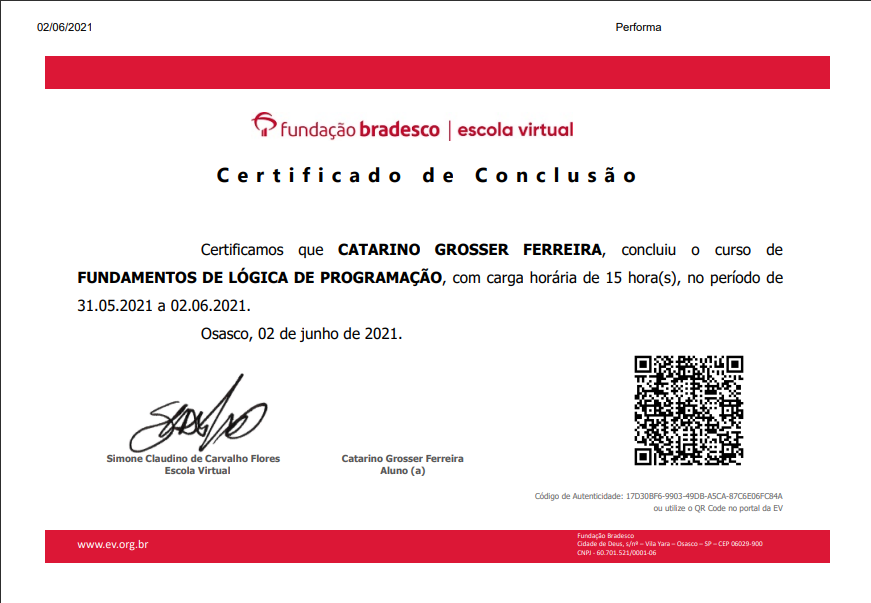 02/06/2021 Performa
fundação bradesco | escola virtual
Certificado de Conclusão
Certificamos que CATARINO GROSSER FERREIRA, concluiu o curso de
FUNDAMENTOS DE LÓGICA DE PROGRAMAÇÃO, com carga horária de 15 hora(s), no período de
31.05.2021 a 02.06.2021.
Osasco, 02 de junho de 2021.
Simone Claudino de Carvalho Flores
Escola Virtual
Catarino Grosser Ferreira
Aluno (a)
Código de Autenticidade: 17D30BF6-9903-49DB-A5CA-87C6E06FC84A
ou utilize o QR Code no portal da EV
www.ev.org.br
Fundação Bradesco
Cidade de Deus, s/nº – Vila Yara – Osasco – SP – CEP 06029-900
CNPJ - 60.701.521/0001-06